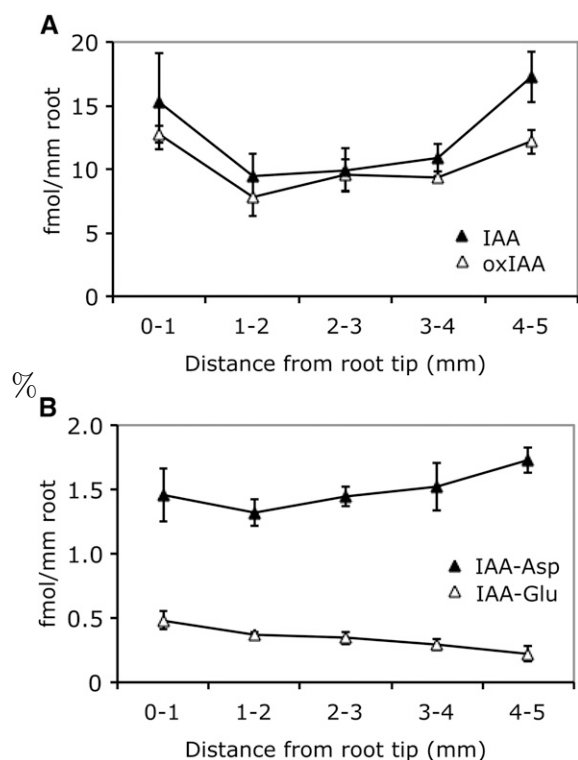 A
20
15
10
5
0
fmol/mm root
IAA
oxIAA
0-1 1-2 2-3 3-4 4-5
Distance from root tip (mm)
%
B
2.0
1.5
1.0
0.5
0
fmol/mm root
IAA-Asp
IAA-Glu
0-1 1-2 2-3 3-4 4-5
Distance from root tip (mm)